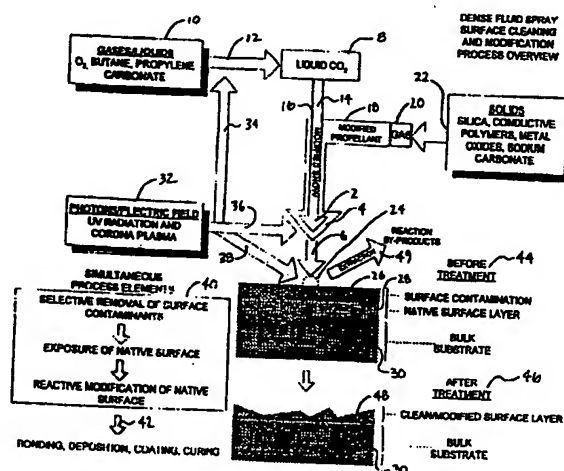 10
GASES/LIQUIDS
O₂, BUTANE, PROPYLENE
CARBONATE
12
8
LIQUID CO₂
DENSE FLUID SPRAY
SURFACE CLEANING
AND MODIFICATION
PROCESS OVERVIEW
16
14
18
20
22
MODIFIED
PROPELLANT
GAS
SOLIDS
SILICA, CONDUCTIVE
POLYMERS, METAL
OXIDES, SODIUM
CARBONATE
34
32
PHOTONS/ELECTRIC FIELD
UV RADIATION AND
CORONA PLASMA
36
38
2
4
6
24
REACTION
BY-PRODUCTS
49
BEFORE
TREATMENT
44
SIMULTANEOUS
PROCESS ELEMENTS
40
SELECTIVE REMOVAL OF SURFACE
CONTAMINANTS
EXPOSURE OF NATIVE SURFACE
REACTIVE MODIFICATION OF NATIVE
SURFACE
42
BONDING, DEPOSITION, COATING, CURING
26
28
SURFACE CONTAMINATION
NATIVE SURFACE LAYER
BULK
SUBSTRATE
30
AFTER
TREATMENT
46
48
CLEAN/MODIFIED SURFACE LAYER
BULK
SUBSTRATE
30